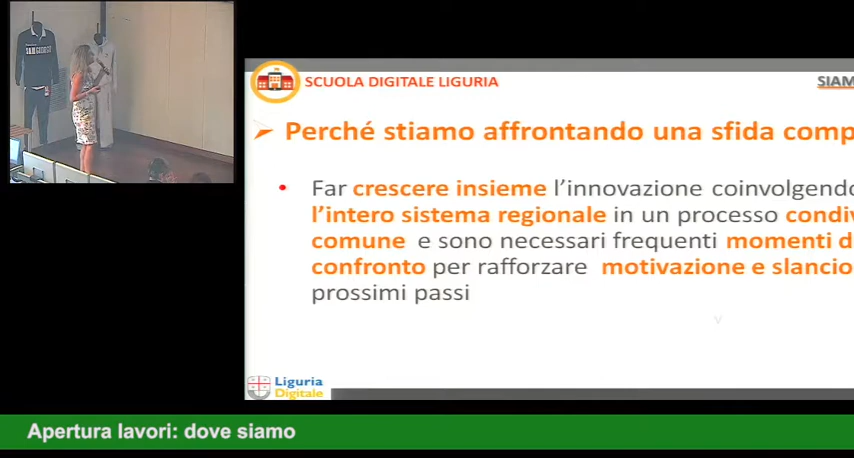 SCUOLA DIGITALE LIGURIA
SIAM
➢ Perché stiamo affrontando una sfida comp
• Far crescere insieme l’innovazione coinvolgendo
l’intero sistema regionale in un processo condiv
comune e sono necessari frequenti momenti d
confronto per rafforzare motivazione e slancio
prossimi passi
v
Liguria
Digitale
Apertura lavori: dove siamo